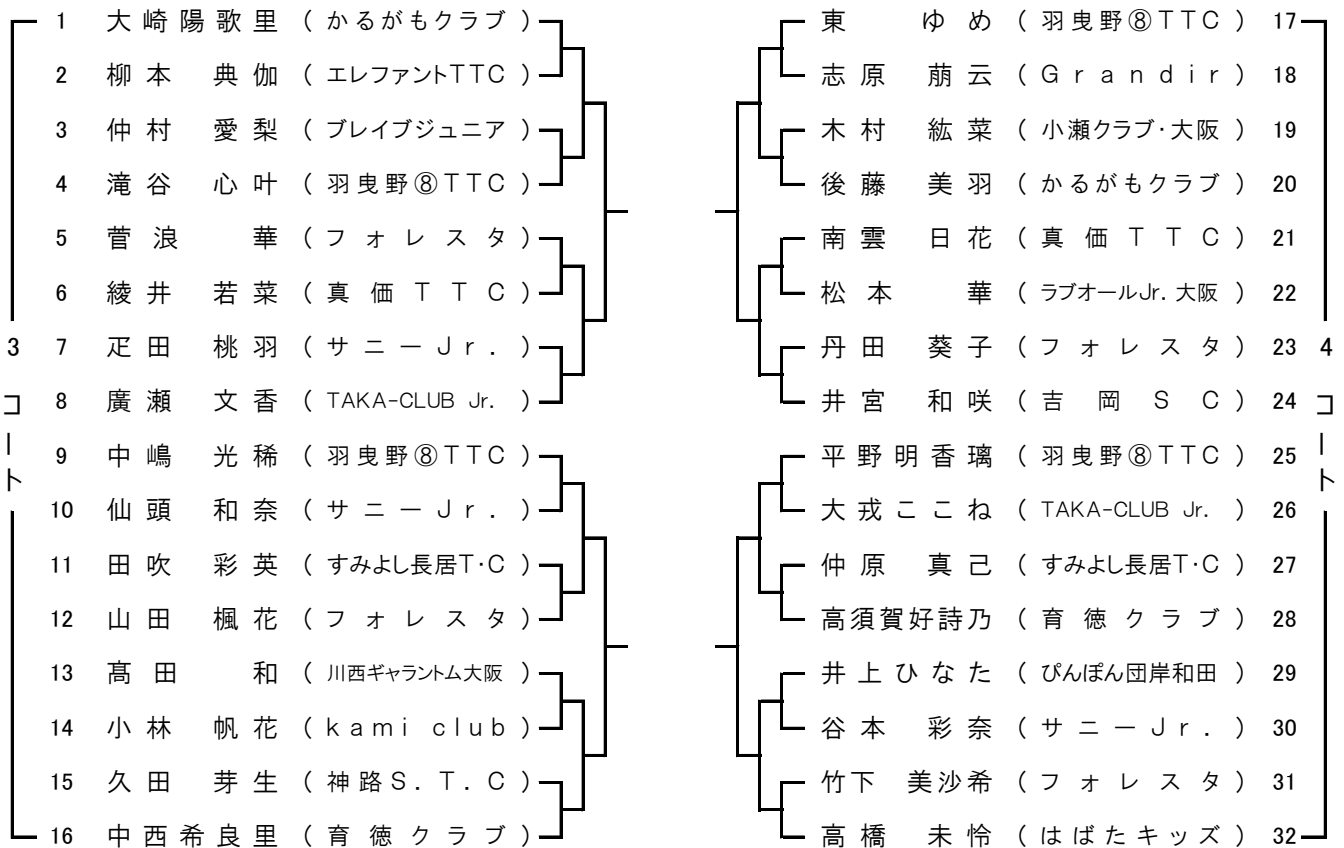 1 大崎陽歌里 (かるがもクラブ)
2 柳本 典伽 (エレファントTTC)
3 仲村 愛梨 (ブレイブジュニア)
4 滝谷 心叶 (羽曳野⑧TTC)
5 菅浪 華 (フォレスタ)
6 綾井 若菜 (真価TTC)
7 疋田 桃羽 (サニーJr.)
8 廣瀬 文香 (TAKA-CLUB Jr.)
9 中嶋 光稀 (羽曳野⑧TTC)
10 仙頭 和奈 (サニーJr.)
11 田吹 彩英 (すみよし長居T・C)
12 山田 楓花 (フォレスタ)
13 髙田 和 (川西ギャラントム大阪)
14 小林 帆花 (kami club)
15 久田 芽生 (神路S.T.C)
16 中西希良里 (育徳クラブ)
3コート
東 ゆめ (羽曳野⑧TTC) 17
志原 萠云 (Grandir) 18
木村 紘菜 (小瀬クラブ・大阪) 19
後藤 美羽 (かるがもクラブ) 20
南雲 日花 (真価TTC) 21
松本 華 (ラブオールJr.大阪) 22
丹田 葵子 (フォレスタ) 23
井宮 和咲 (吉岡SC) 24
平野明香璃 (羽曳野⑧TTC) 25
大戎ここね (TAKA-CLUB Jr.) 26
仲原 真己 (すみよし長居T・C) 27
高須賀好詩乃 (育徳クラブ) 28
井上ひなた (ぴんぽん団岸和田) 29
谷本 彩奈 (サニーJr.) 30
竹下 美沙希 (フォレスタ) 31
高橋 未怜 (はばたキッズ) 32
4コート